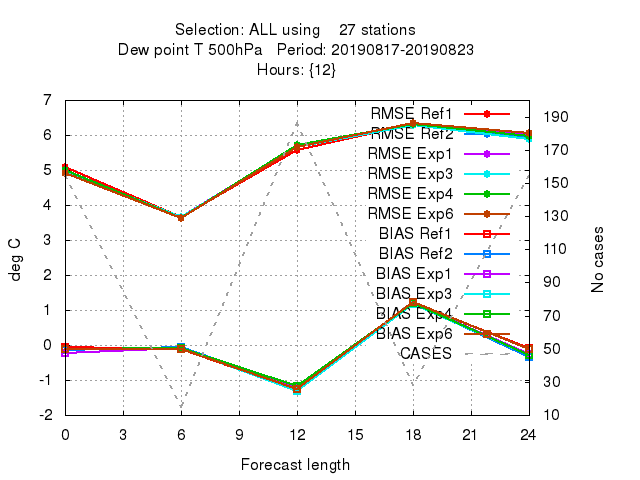 Selection: ALL using 27 stations
Dew point T 500hPa Period: 20190817-20190823
Hours: {12}
7
6
5
4
3
2
1
0
-1
-2
deg C
190
170
150
130
110
90
70
50
30
10
No cases
RMSE Ref1
RMSE Ref2
RMSE Exp1
RMSE Exp3
RMSE Exp4
RMSE Exp6
BIAS Ref1
BIAS Ref2
BIAS Exp1
BIAS Exp3
BIAS Exp4
BIAS Exp6
CASES
0 3 6 9 12 15 18 21 24
Forecast length